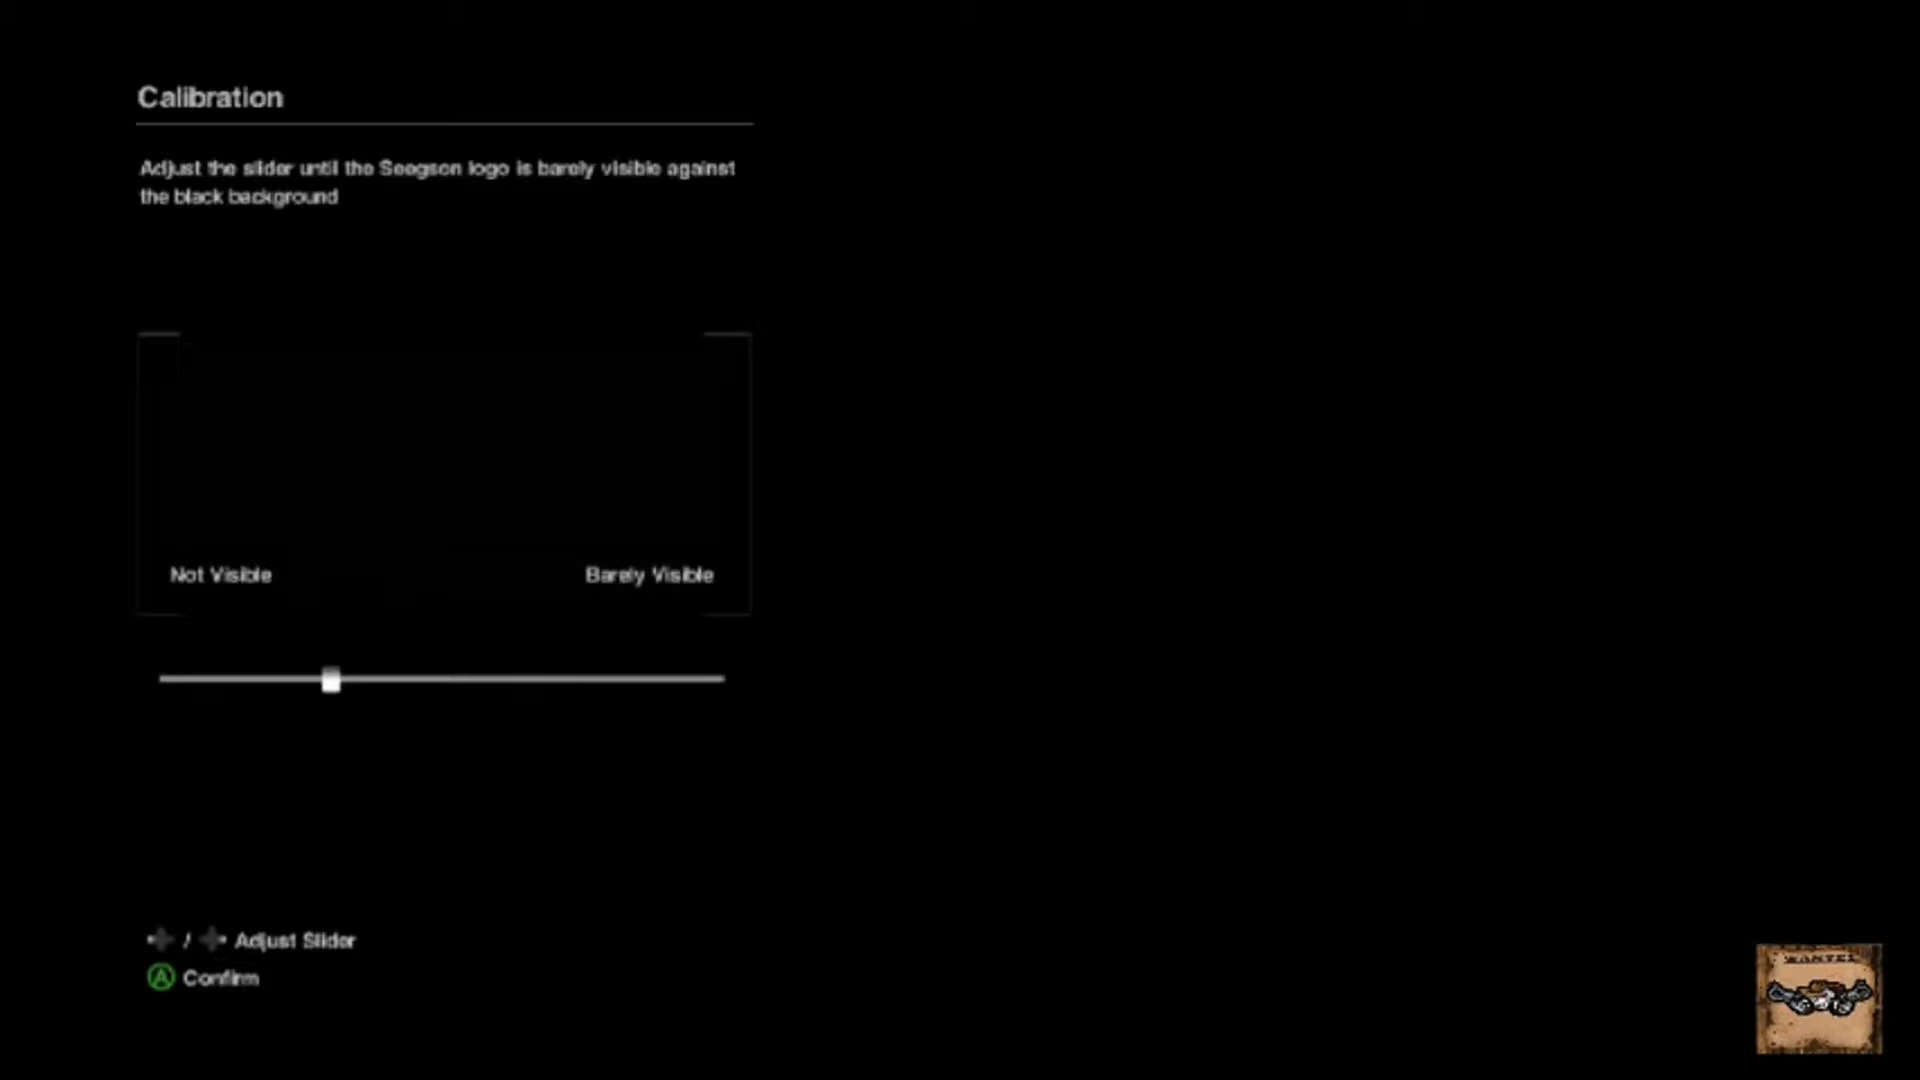 Calibration
Adjust the slider until the Seegson logo is barely visible against
the black background
Not Visible
Barely Visible
/ Adjust Slider
A Confirm
WANTED